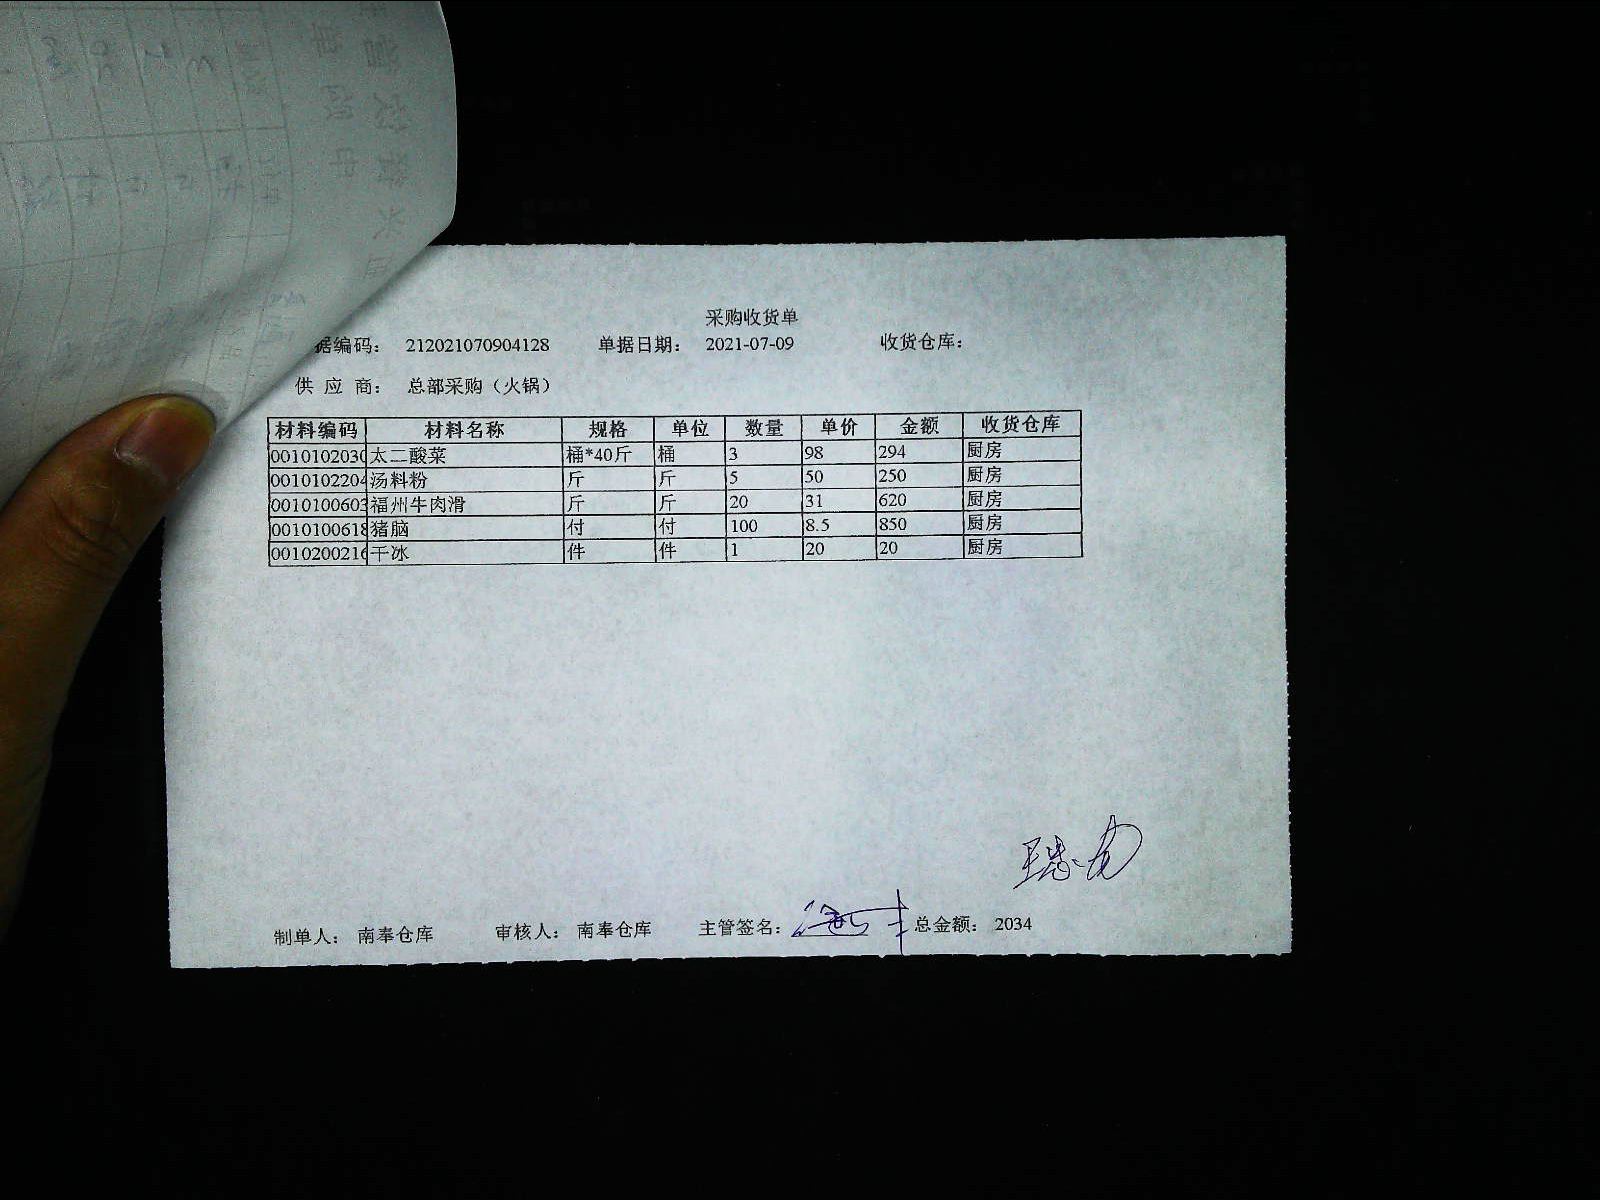 采购收货单
据编码： 212021070904128 单据日期： 2021-07-09 收货仓库：
供 应 商： 总部采购（火锅）
材料编码 材料名称 规格 单位 数量 单价 金额 收货仓库
001010203 太二酸菜 桶*40斤 桶 3 98 294 厨房
001010220 汤料粉 斤 斤 5 50 250 厨房
001010060 福州牛肉滑 斤 斤 20 31 620 厨房
001010061 猪脑 付 付 100 8.5 850 厨房
001020021 干冰 件 件 1 20 20 厨房
制单人： 南奉仓库 审核人： 南奉仓库 主管签名： 总金额： 2034